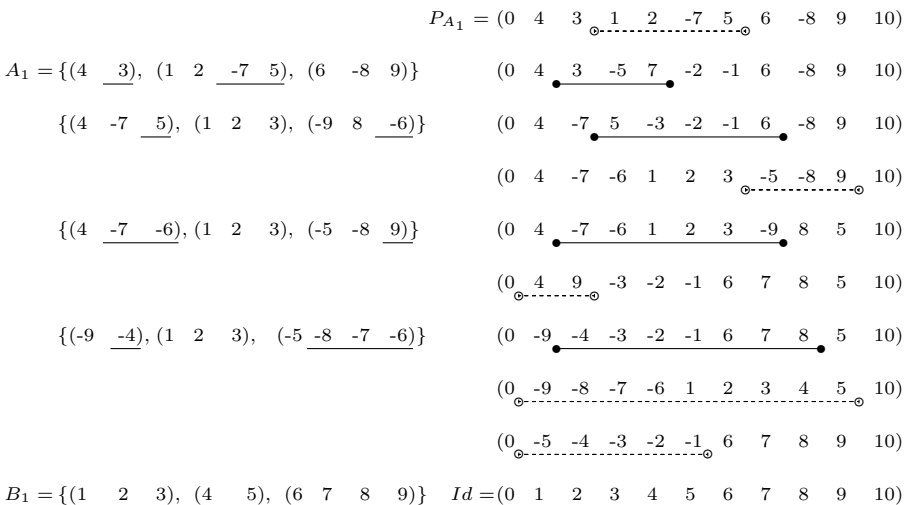 P_{A_1} = (0 4 3 1 2 -7 5 6 -8 9 10)
A_1 = {(4 3), (1 2 -7 5), (6 -8 9)} (0 4 3 -5 7 -2 -1 6 -8 9 10)
{(4 -7 5), (1 2 3), (-9 8 -6)} (0 4 -7 5 -3 -2 -1 6 -8 9 10)
(0 4 -7 -6 1 2 3 -5 -8 9 10)
{(4 -7 -6), (1 2 3), (-5 -8 9)} (0 4 -7 -6 1 2 3 -9 8 5 10)
(0 4 9 -3 -2 -1 6 7 8 5 10)
{(-9 -4), (1 2 3), (-5 -8 -7 -6)} (0 -9 -4 -3 -2 -1 6 7 8 5 10)
(0 -9 -8 -7 -6 1 2 3 4 5 10)
(0 -5 -4 -3 -2 -1 6 7 8 9 10)
B_1 = {(1 2 3), (4 5), (6 7 8 9)} Id = (0 1 2 3 4 5 6 7 8 9 10)